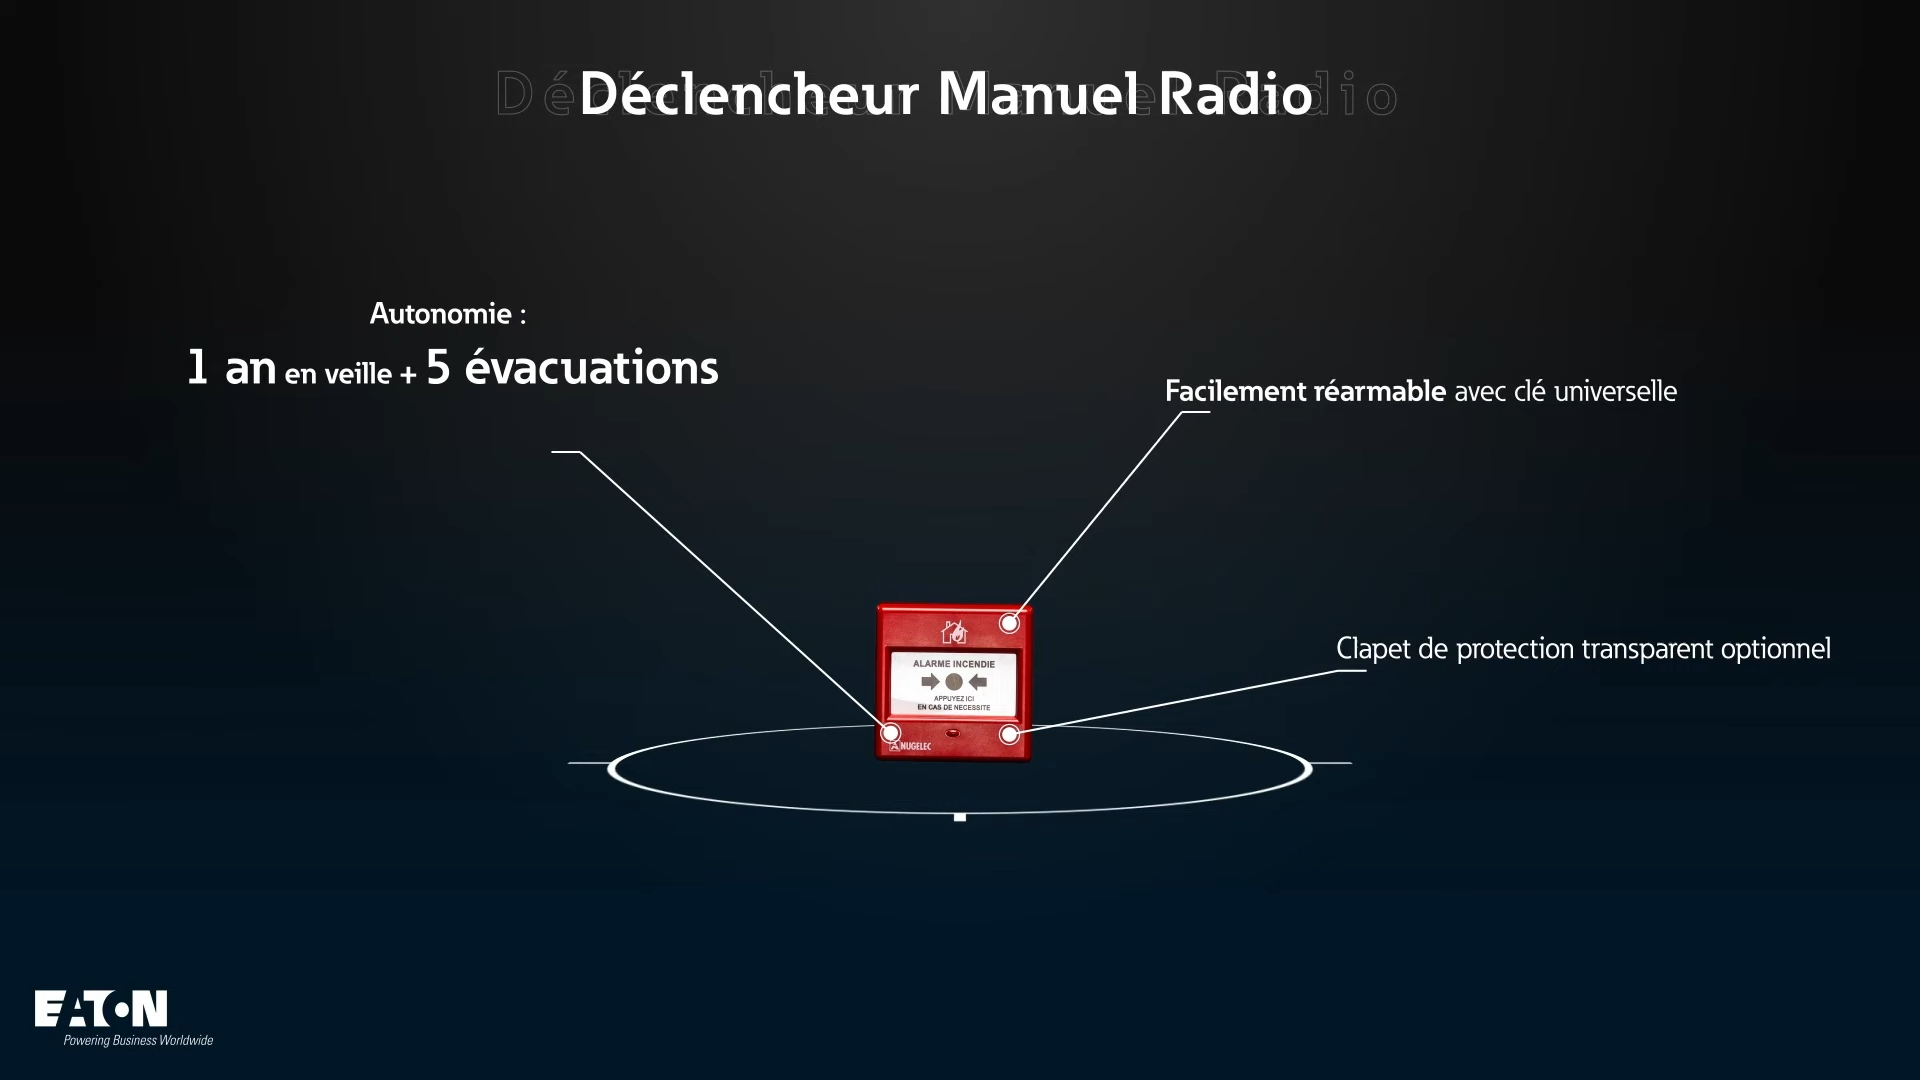 Déclencheur Manuel Radio
Autonomie :
1 an en veille + 5 évacuations
Facilement réarmable avec clé universelle
Clapet de protection transparent optionnel
ALARME INCENDIE
APPUYEZ ICI
EN CAS DE NECESSITE
NUGELEC
EATON
Powering Business Worldwide